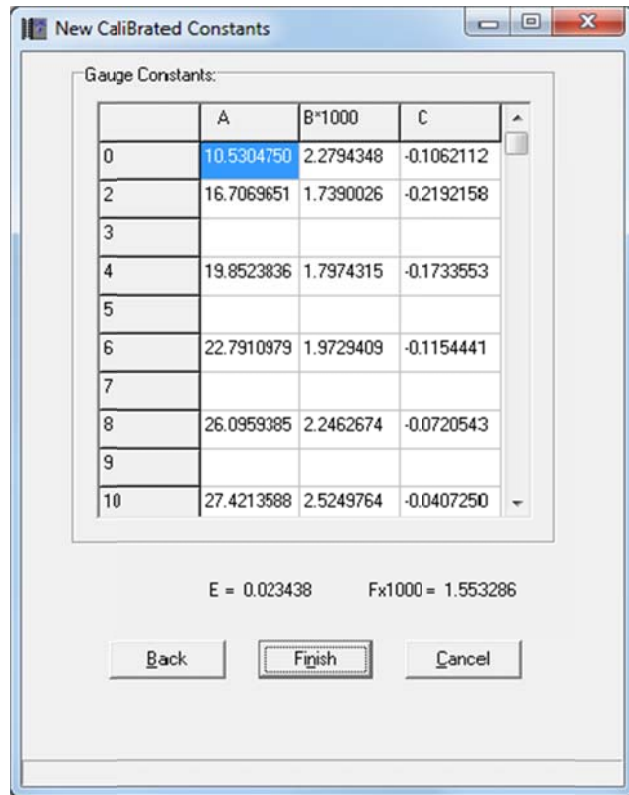 New CaliBrated Constants
Gauge Constants:
A B*1000 C
0 10.5304750 2.2794348 -0.1062112
2 16.7069651 1.7390026 -0.2192158
3
4 19.8523836 1.7974315 -0.1733553
5
6 22.7910979 1.9729409 -0.1154441
7
8 26.0959385 2.2462674 -0.0720543
9
10 27.4213588 2.5249764 -0.0407250
E = 0.023438 Fx1000 = 1.553286
Back Finish Cancel